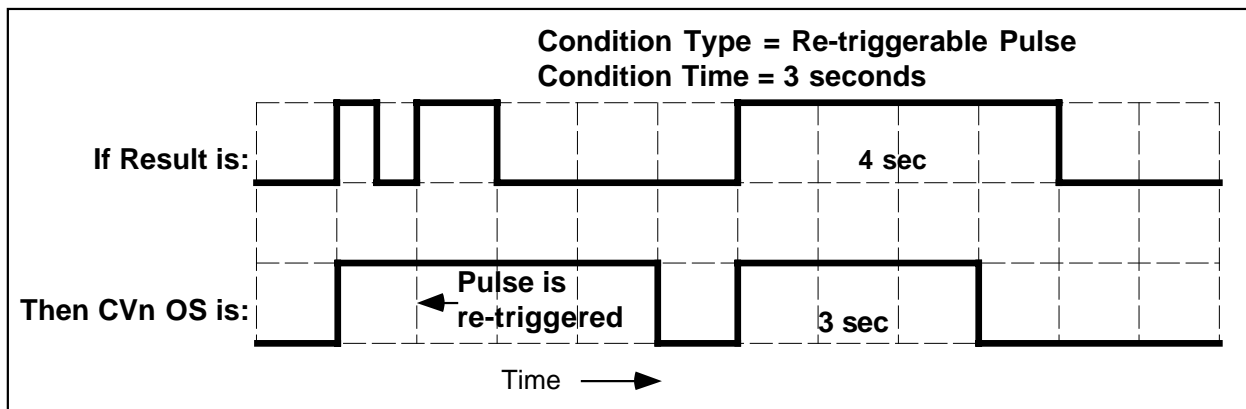 Condition Type = Re-triggerable Pulse
Condition Time = 3 seconds
If Result is:
4 sec
Then CVn OS is:
Pulse is
re-triggered
3 sec
Time